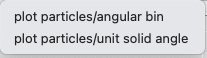 plot particles/angular bin
plot particles/unit solid angle